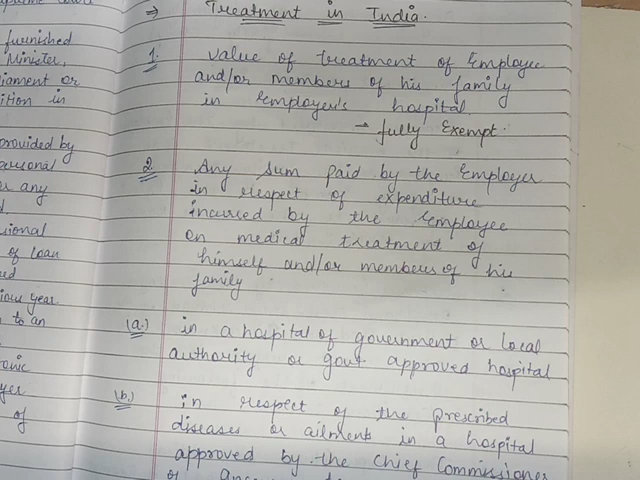 furnished
Minister,
provided by
any
of loan
year
to an
of
⇒ Treatment in India.
1. Value of treatment of Employee
and/or members of his family
in Employer's hospital
→ fully Exempt.
2. Any sum paid by the Employer
in respect of expenditure
incurred by the Employee
on medical treatment of
himself and/or members of his
family
(a.) in a hospital of government or local
authority or govt. approved hospital
(b.) in respect of the prescribed
diseases or ailments in a hospital
approved by the Chief Commissioner
of